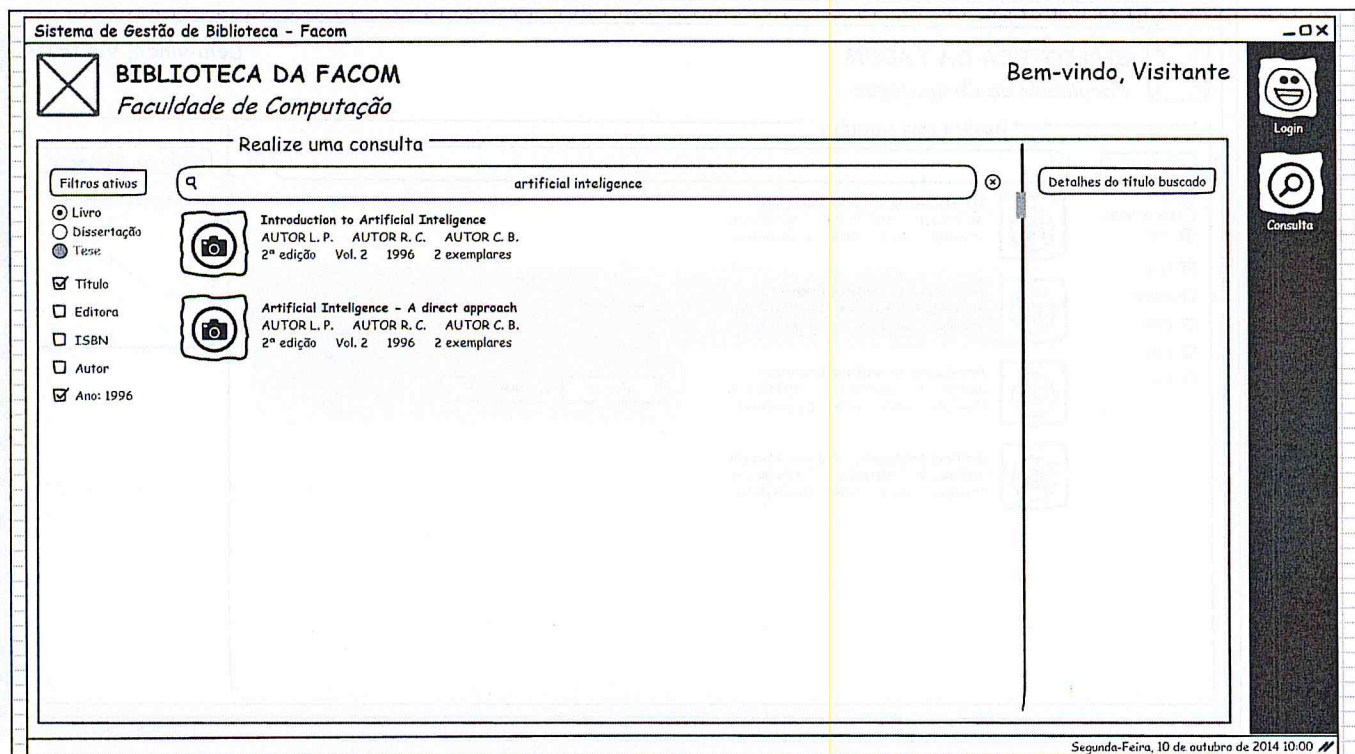 Sistema de Gestão de Biblioteca - Facom
BIBLIOTECA DA FACOM
Faculdade de Computação
Bem-vindo, Visitante
Login
Consulta
Realize uma consulta
Filtros ativos
Livro
Dissertação
Tese
Título
Editora
ISBN
Autor
Ano: 1996
artificial inteligence
Introduction to Artificial Inteligence
AUTOR L. P. AUTOR R. C. AUTOR C. B.
2ª edição Vol. 2 1996 2 exemplares
Artificial Inteligence - A direct approach
AUTOR L. P. AUTOR R. C. AUTOR C. B.
2ª edição Vol. 2 1996 2 exemplares
Detalhes do título buscado
Segunda-Feira, 10 de outubro de 2014 10:00